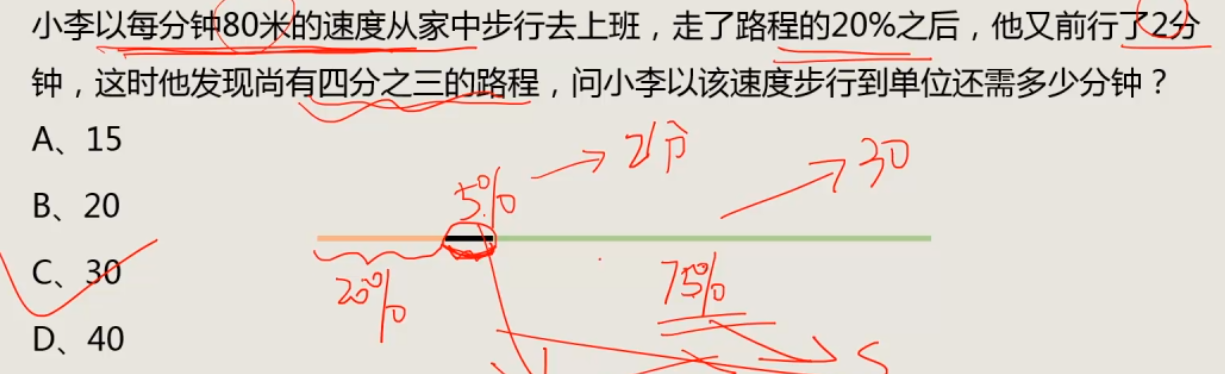 小李以每分钟80米的速度从家中步行去上班，走了路程的20%之后，他又前行了2分
钟，这时他发现尚有四分之三的路程，问小李以该速度步行到单位还需多少分钟？
A、15
2分
30
B、20
5%
C、30
20%
75%
D、40
S